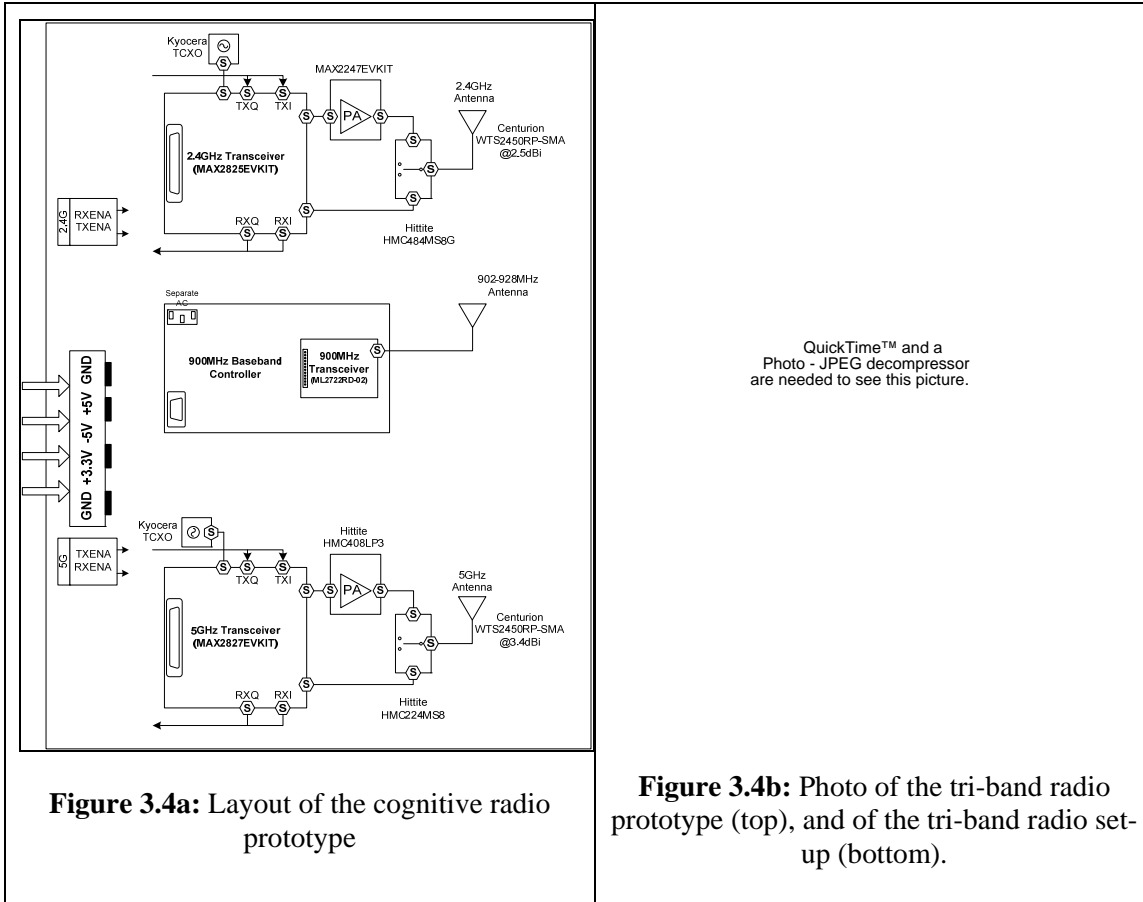 Kyocera
TCXO
S
MAX2247EVKIT
2.4GHz
Antenna
S
S
S
TXQ
TXI
S
S
PA
S
Centurion
WTS2450RP-SMA
@2.5dBi
S
S
2.4GHz Transceiver
(MAX2825EVKIT)
2.4G
RXENA
TXENA
RXQ
RXI
S
S
S
S
Hittite
HMC484MS8G
Separate
AC
902-928MHz
Antenna
900MHz Baseband
Controller
900MHz
Transceiver
(ML2722RD-02)
S
GND +3.3V -5V +5V GND
QuickTime™ and a
Photo - JPEG decompressor
are needed to see this picture.
Kyocera
TCXO
S
Hittite
HMC408LP3
5G
TXENA
RXENA
S
S
S
TXQ
TXI
S
S
PA
S
5GHz
Antenna
Centurion
WTS2450RP-SMA
@3.4dBi
S
S
5GHz Transceiver
(MAX2827EVKIT)
RXQ
RXI
S
S
S
S
Hittite
HMC224MS8
Figure 3.4a: Layout of the cognitive radio
prototype
Figure 3.4b: Photo of the tri-band radio
prototype (top), and of the tri-band radio set-
up (bottom).